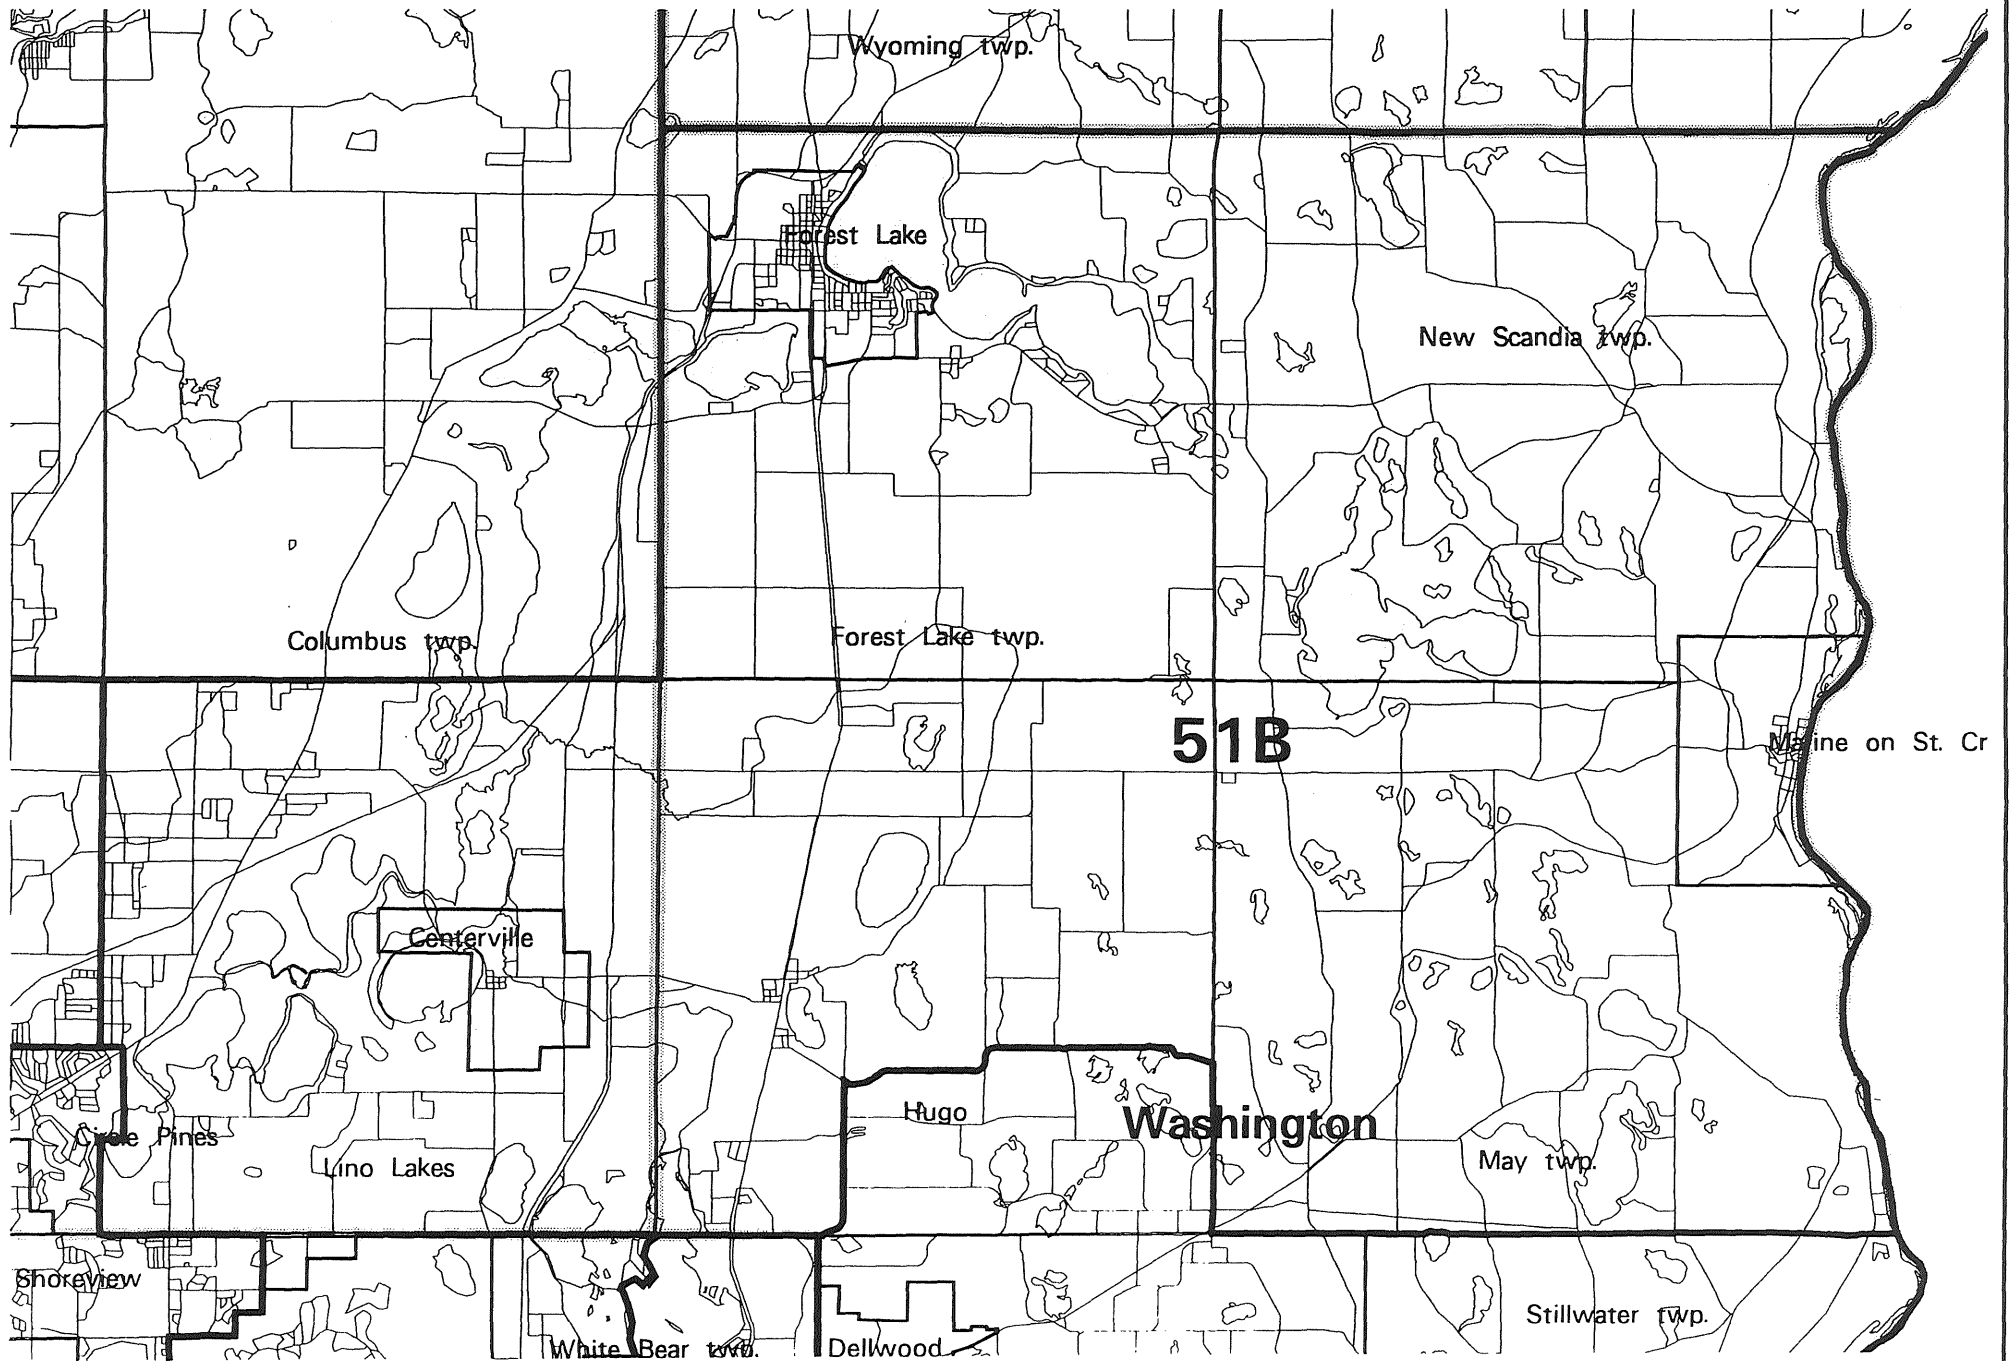 Wyoming twp.
Forest Lake
New Scandia twp.
Columbus twp.
Forest Lake twp.
51B
Marine on St. Cr
Centerville
Hugo
Washington
Circle Pines
Lino Lakes
May twp.
Shoreview
Stillwater twp.
White Bear twp.
Dellwood